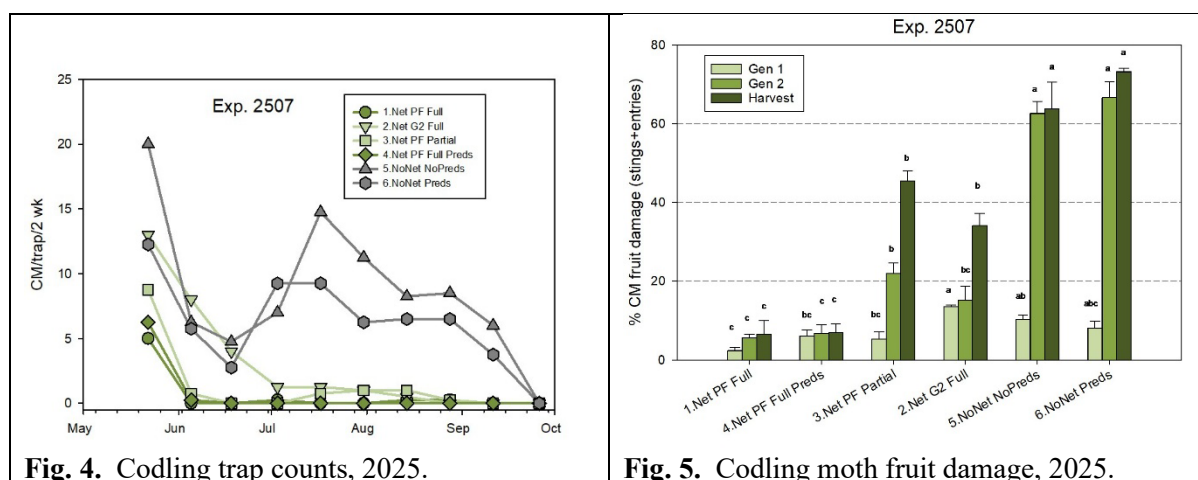 Exp. 2507
25
20
15
10
5
0
CM/trap/2 wk
1.Net PF Full
2.Net G2 Full
3.Net PF Partial
4.Net PF Full Preds
5.NoNet NoPreds
6.NoNet Preds
May Jun Jul Aug Sep Oct
Fig. 4. Codling trap counts, 2025.
Exp. 2507
80
60
40
20
0
% CM fruit damage (stings+entries)
Gen 1
Gen 2
Harvest
c c c
bc c c
bc b b
a bc b
ab a a
abc a a
1.Net PF Full
4.Net PF Full Preds
3.Net PF Partial
2.Net G2 Full
5.NoNet NoPreds
6.NoNet Preds
Fig. 5. Codling moth fruit damage, 2025.